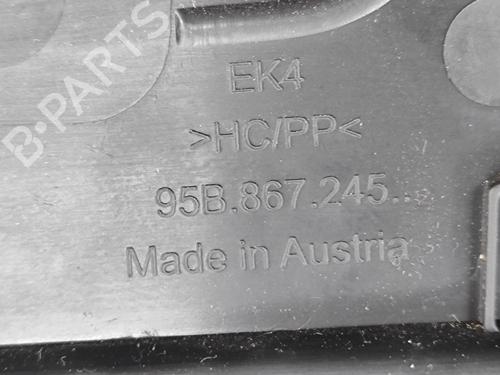 B-PARTS
EK4
>HC/PP<
95B.867.245..
Made in Austria